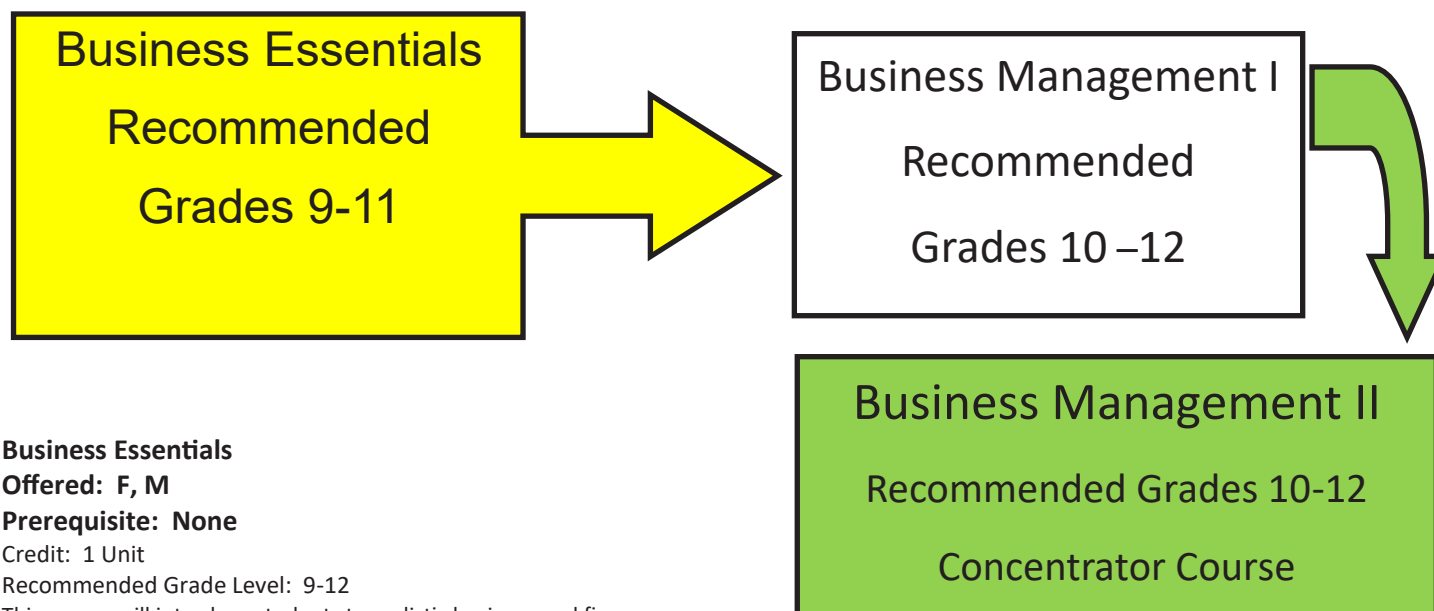 Business Essentials
Recommended
Grades 9-11
Business Management I
Recommended
Grades 10 –12
Business Management II
Recommended Grades 10-12
Concentrator Course
Business Essentials
Offered: F, M
Prerequisite: None
Credit: 1 Unit
Recommended Grade Level: 9-12